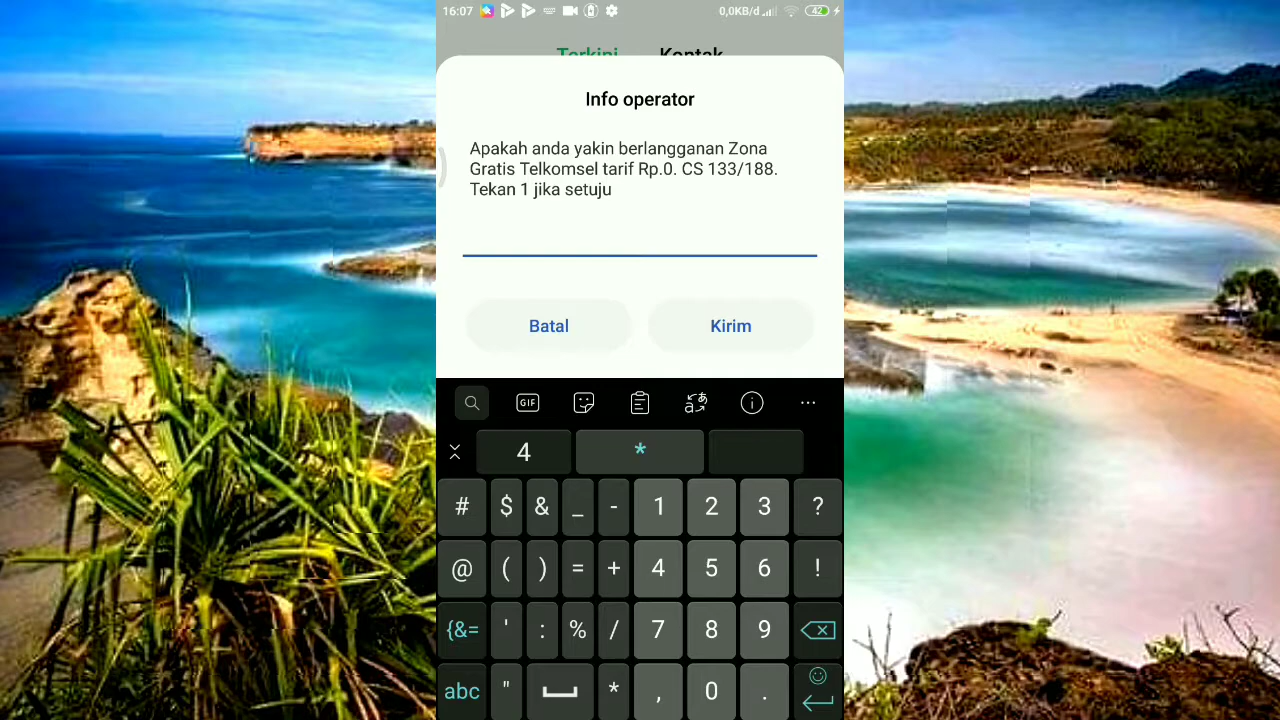 16:07 0,0KB/d 42
Terkini Kontak
Info operator
Apakah anda yakin berlangganan Zona
Gratis Telkomsel tarif Rp.0. CS 133/188.
Tekan 1 jika setuju
Batal Kirim
GIF
4 *
# $ & _ - 1 2 3 ?
@ ( ) = + 4 5 6 !
{&= ' : % / 7 8 9
abc " * , 0 .